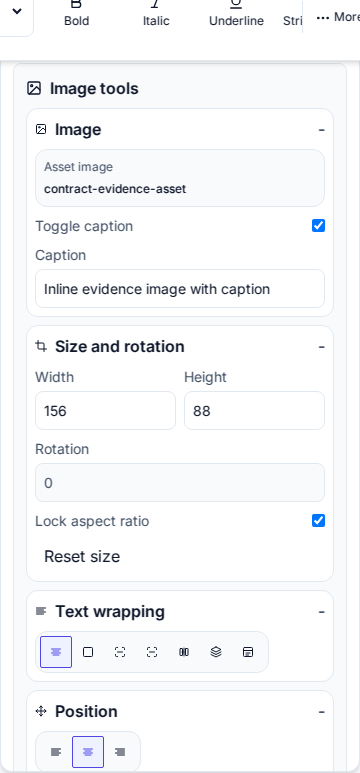 Bold Italic Underline Stri ··· More
Image tools
Image -
Asset image
contract-evidence-asset
Toggle caption
Caption
Inline evidence image with caption
Size and rotation -
Width Height
156 88
Rotation
0
Lock aspect ratio
Reset size
Text wrapping -
Position -